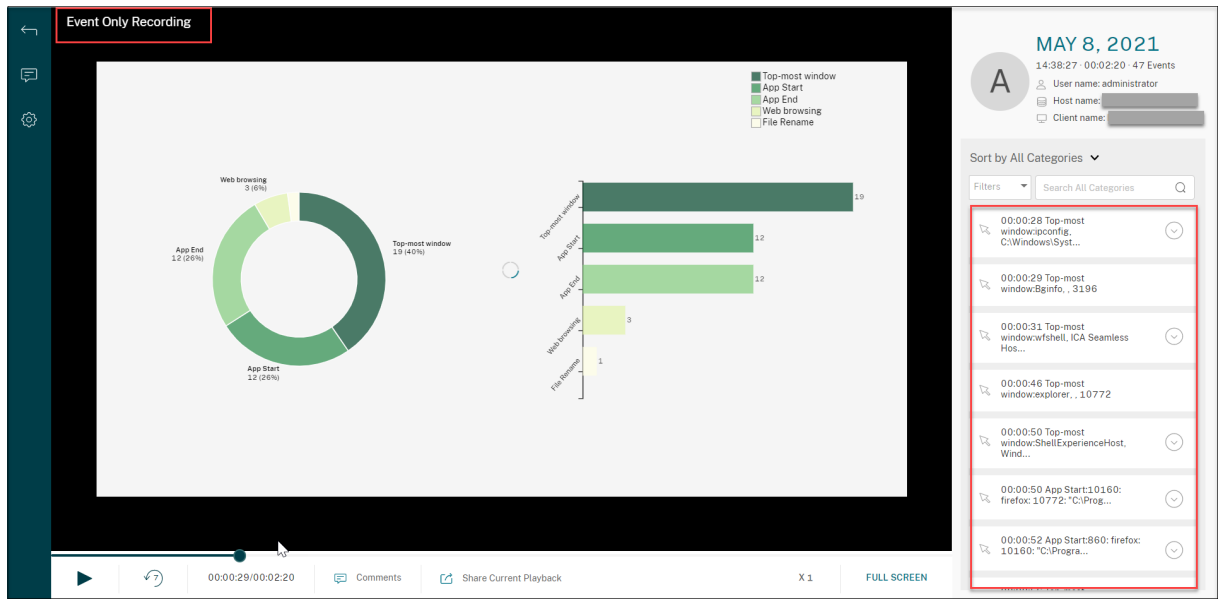 Event Only Recording
Top-most window
App Start
App End
Web browsing
File Rename
Web browsing
3 (6%)
Top-most window
19 (40%)
App End
12 (26%)
App Start
12 (26%)
Top-most window
19
App Start
12
App End
12
Web browsing
3
File Rename
1
7
00:00:29/00:02:20
Comments
Share Current Playback
X 1
FULL SCREEN
A
MAY 8, 2021
14:38:27 · 00:02:20 · 47 Events
User name: administrator
Host name:
Client name:
Sort by All Categories
Filters
Search All Categories
00:00:28 Top-most
window:ipconfig,
C:\Windows\Syst...
00:00:29 Top-most
window:Bginfo, , 3196
00:00:31 Top-most
window:wfshell, ICA Seamless
Hos...
00:00:46 Top-most
window:explorer, , 10772
00:00:50 Top-most
window:ShellExperienceHost,
Wind...
00:00:50 App Start:10160:
firefox: 10772: "C:\Prog...
00:00:52 App Start:860: firefox:
10160: "C:\Progra...